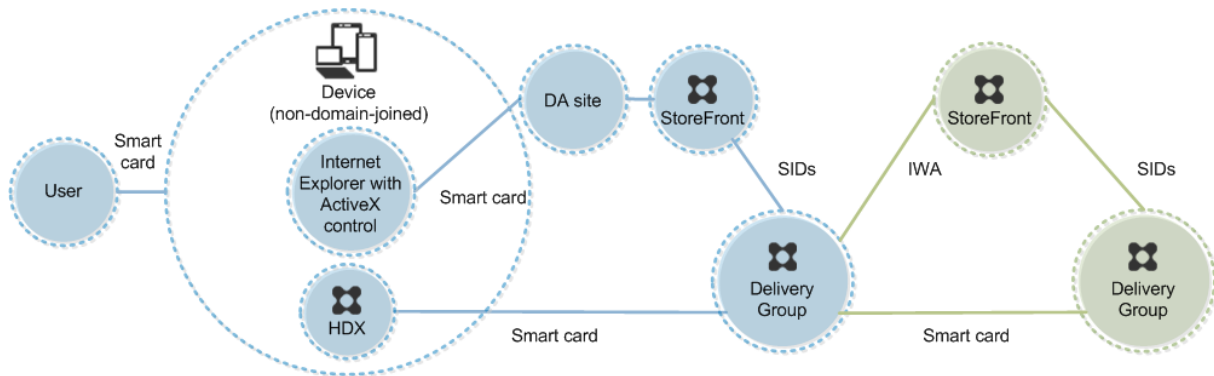 User
Smart
card
Device
(non-domain-joined)
Internet
Explorer with
ActiveX
control
HDX
Smart card
DA site
StoreFront
SIDs
Smart card
Delivery
Group
IWA
StoreFront
SIDs
Smart card
Delivery
Group